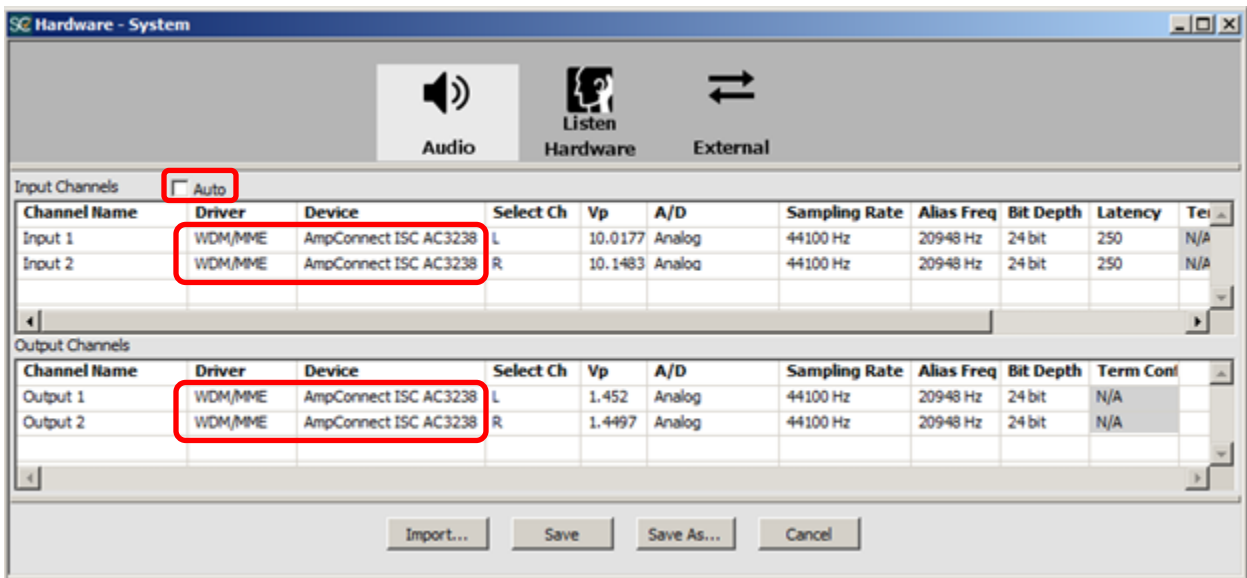 SC Hardware - System
Listen
Audio Hardware External
Input Channels Auto
Channel Name Driver Device Select Ch Vp A/D Sampling Rate Alias Freq Bit Depth Latency
Input 1 WDM/MME AmpConnect ISC AC3238 L 10.0177 Analog 44100 Hz 20948 Hz 24 bit 250 N/A
Input 2 WDM/MME AmpConnect ISC AC3238 R 10.1483 Analog 44100 Hz 20948 Hz 24 bit 250 N/A
Output Channels
Channel Name Driver Device Select Ch Vp A/D Sampling Rate Alias Freq Bit Depth Term Conf
Output 1 WDM/MME AmpConnect ISC AC3238 L 1.452 Analog 44100 Hz 20948 Hz 24 bit N/A
Output 2 WDM/MME AmpConnect ISC AC3238 R 1.4497 Analog 44100 Hz 20948 Hz 24 bit N/A
Import... Save Save As... Cancel